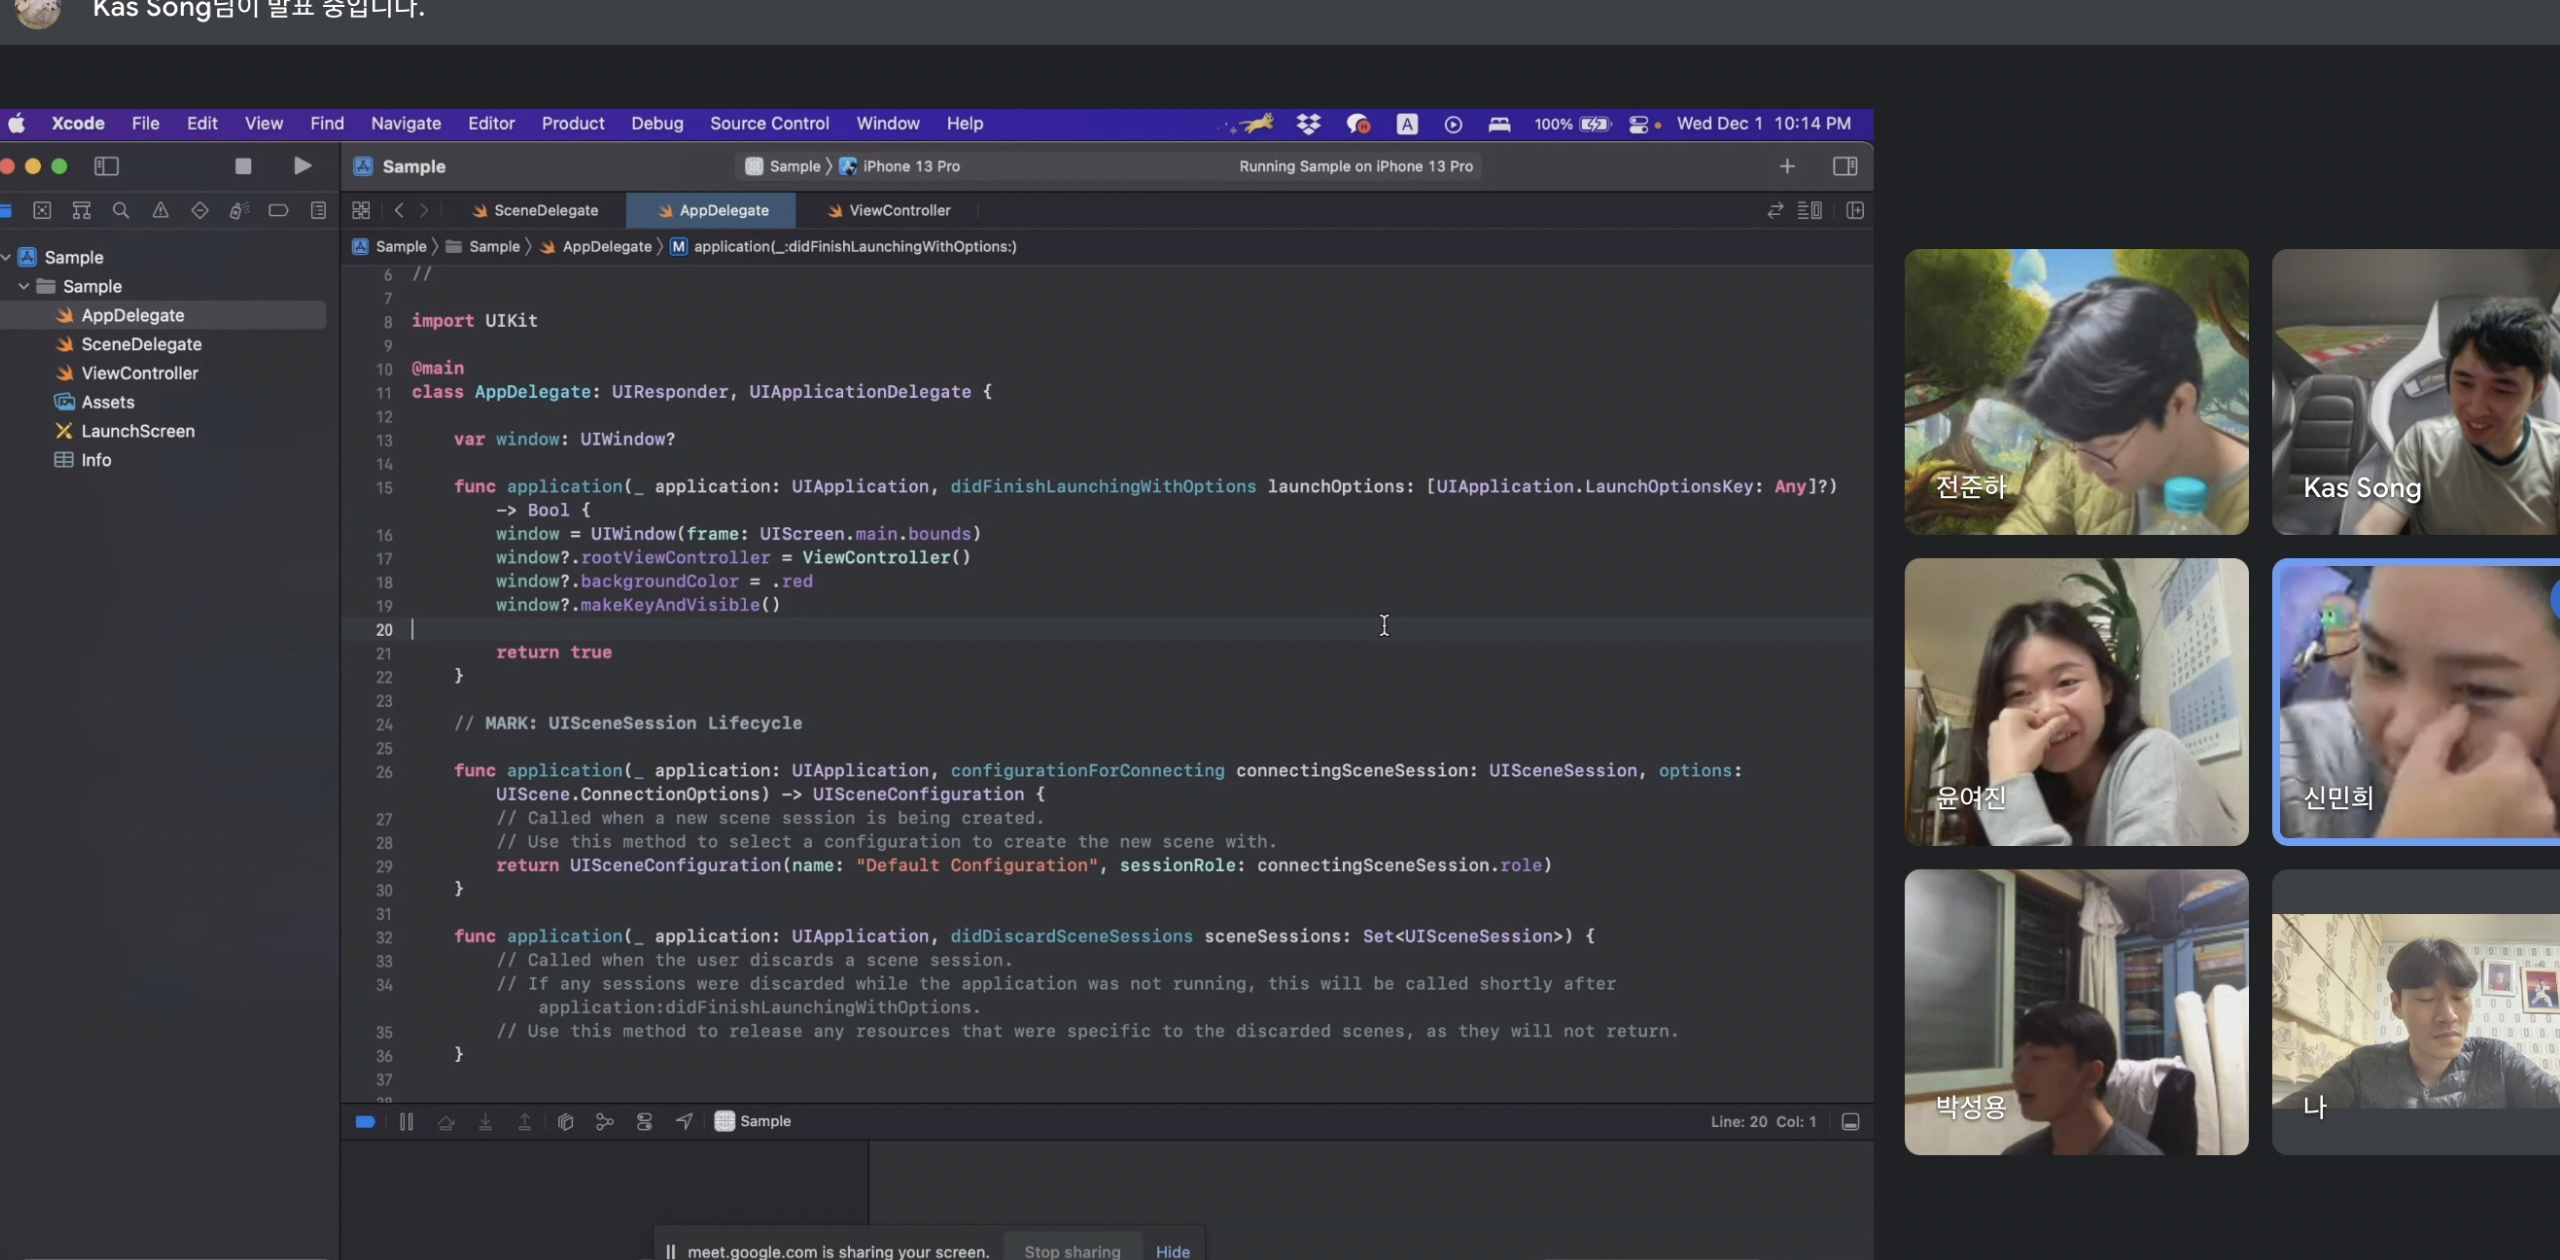 Kas Song님이 발표 중입니다.
Xcode File Edit View Find Navigate Editor Product Debug Source Control Window Help
A 100% Wed Dec 1 10:14 PM
Sample
Sample 〉 iPhone 13 Pro
Running Sample on iPhone 13 Pro
SceneDelegate AppDelegate ViewController
Sample 〉 Sample 〉 AppDelegate 〉 M application(_:didFinishLaunchingWithOptions:)
Sample
Sample
AppDelegate
SceneDelegate
ViewController
Assets
LaunchScreen
Info
6 //
7
8 import UIKit
9
10 @main
11 class AppDelegate: UIResponder, UIApplicationDelegate {
12
13 var window: UIWindow?
14
15 func application(_ application: UIApplication, didFinishLaunchingWithOptions launchOptions: [UIApplication.LaunchOptionsKey: Any]?)
-> Bool {
16 window = UIWindow(frame: UIScreen.main.bounds)
17 window?.rootViewController = ViewController()
18 window?.backgroundColor = .red
19 window?.makeKeyAndVisible()
20
21 return true
22 }
23
24 // MARK: UISceneSession Lifecycle
25
26 func application(_ application: UIApplication, configurationForConnecting connectingSceneSession: UISceneSession, options:
UIScene.ConnectionOptions) -> UISceneConfiguration {
27 // Called when a new scene session is being created.
28 // Use this method to select a configuration to create the new scene with.
29 return UISceneConfiguration(name: "Default Configuration", sessionRole: connectingSceneSession.role)
30 }
31
32 func application(_ application: UIApplication, didDiscardSceneSessions sceneSessions: Set<UISceneSession>) {
33 // Called when the user discards a scene session.
34 // If any sessions were discarded while the application was not running, this will be called shortly after
application:didFinishLaunchingWithOptions.
35 // Use this method to release any resources that were specific to the discarded scenes, as they will not return.
36 }
37
Sample
Line: 20 Col: 1
meet.google.com is sharing your screen. Stop sharing Hide
전준하
Kas Song
윤여진
신민희
박성용
나